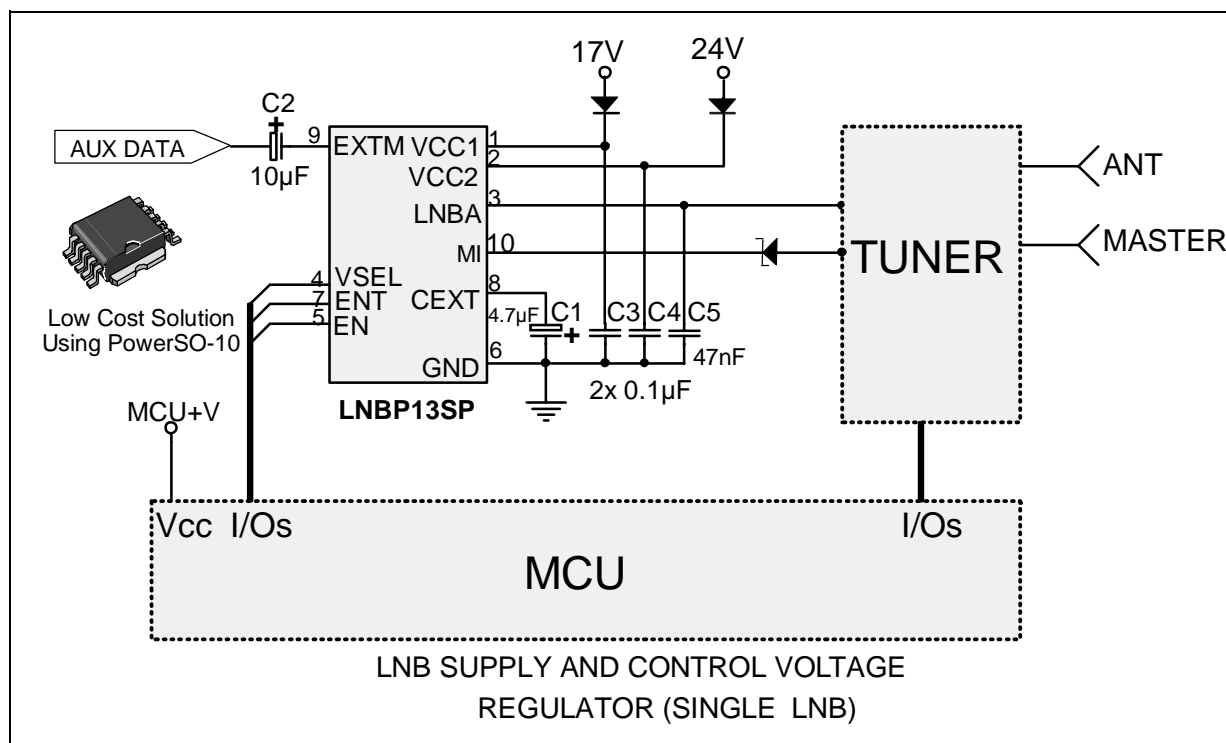 17V
24V
C2
+
AUX DATA
10µF
9
EXTM
VCC1
1
VCC2
2
LNBA
3
ANT
MI
10
MASTER
TUNER
VSEL
4
ENT
7
EN
5
CEXT
8
4.7µF
C1
+
C3
C4
C5
47nF
GND
6
2x 0.1µF
Low Cost Solution
Using PowerSO-10
LNBP13SP
MCU+V
Vcc
I/Os
I/Os
MCU
LNB SUPPLY AND CONTROL VOLTAGE
REGULATOR (SINGLE LNB)